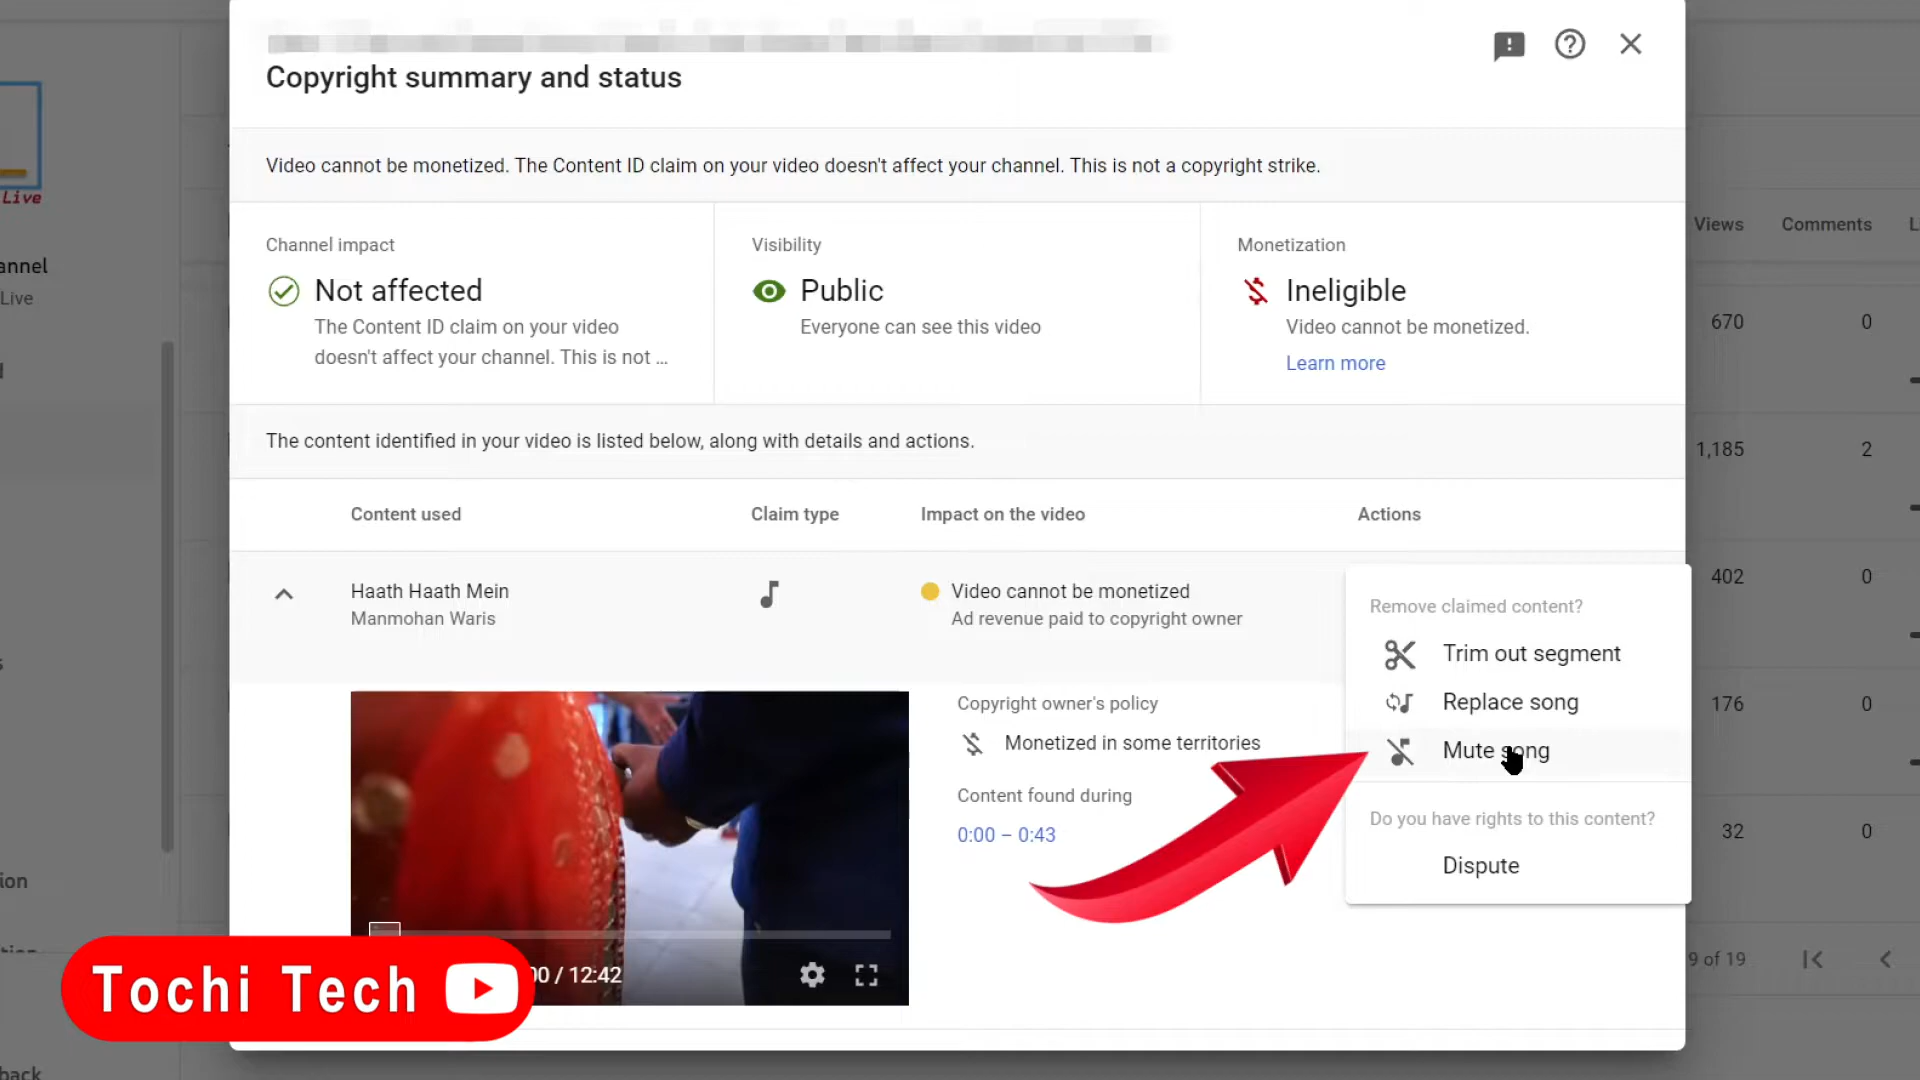 Copyright summary and status
Video cannot be monetized. The Content ID claim on your video doesn't affect your channel. This is not a copyright strike.
Channel impact
Not affected
The Content ID claim on your video
doesn't affect your channel. This is not ...
Visibility
Public
Everyone can see this video
Monetization
Ineligible
Video cannot be monetized.
Learn more
The content identified in your video is listed below, along with details and actions.
Content used
Claim type
Impact on the video
Actions
Haath Haath Mein
Manmohan Waris
Video cannot be monetized
Ad revenue paid to copyright owner
Remove claimed content?
Trim out segment
Replace song
Mute song
Do you have rights to this content?
Dispute
Copyright owner's policy
Monetized in some territories
Content found during
0:00 – 0:43
00 / 12:42
Tochi Tech
Live
annel
Live
ion
back
Views Comments
670 0
1,185 2
402 0
176 0
32 0
9 of 19